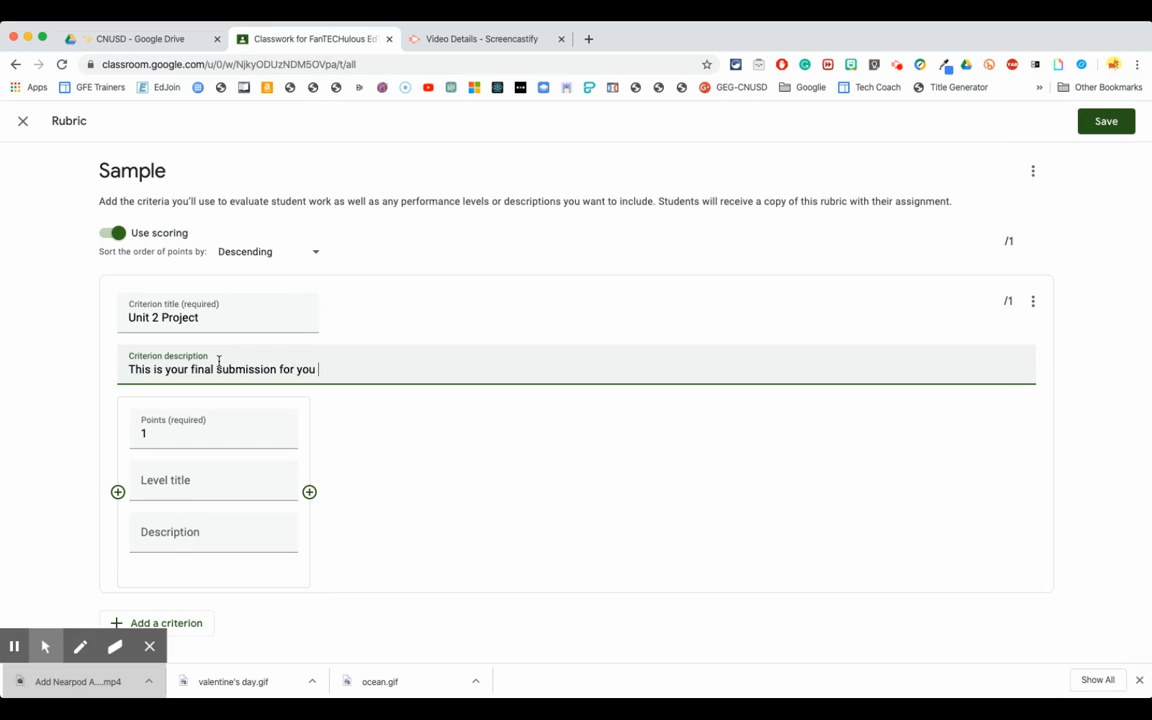 CNUSD - Google Drive
Classwork for FanTECHulous Ed
Video Details - Screencastify
classroom.google.com/u/0/w/NjkyODUzNDM5OVpa/t/all
Apps GFE Trainers EdJoin GEG-CNUSD Googlie Tech Coach Title Generator » Other Bookmarks
Rubric
Save
Sample
Add the criteria you'll use to evaluate student work as well as any performance levels or descriptions you want to include. Students will receive a copy of this rubric with their assignment.
Use scoring
Sort the order of points by: Descending
/1
Criterion title (required)
/1
Unit 2 Project
Criterion description
This is your final submission for you
Points (required)
1
Level title
Description
Add a criterion
Add Nearpod A....mp4
valentine's day.gif
ocean.gif
Show All